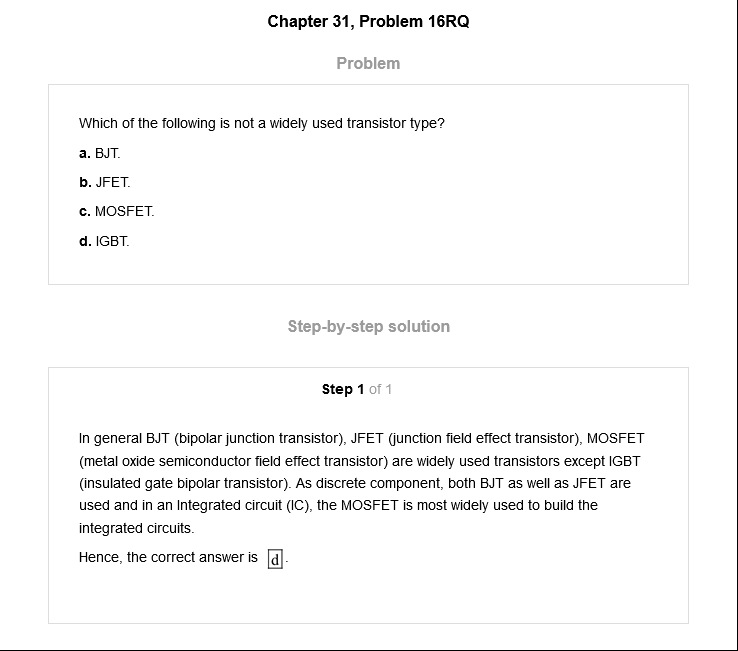 Chapter 31, Problem 16RQ
Problem
Which of the following is not a widely used transistor type?
a. BJT.
b. JFET.
c. MOSFET.
d. IGBT.
Step-by-step solution
Step 1 of 1
In general BJT (bipolar junction transistor), JFET (junction field effect transistor), MOSFET
(metal oxide semiconductor field effect transistor) are widely used transistors except IGBT
(insulated gate bipolar transistor). As discrete component, both BJT as well as JFET are
used and in an Integrated circuit (IC), the MOSFET is most widely used to build the
integrated circuits.
Hence, the correct answer is d.